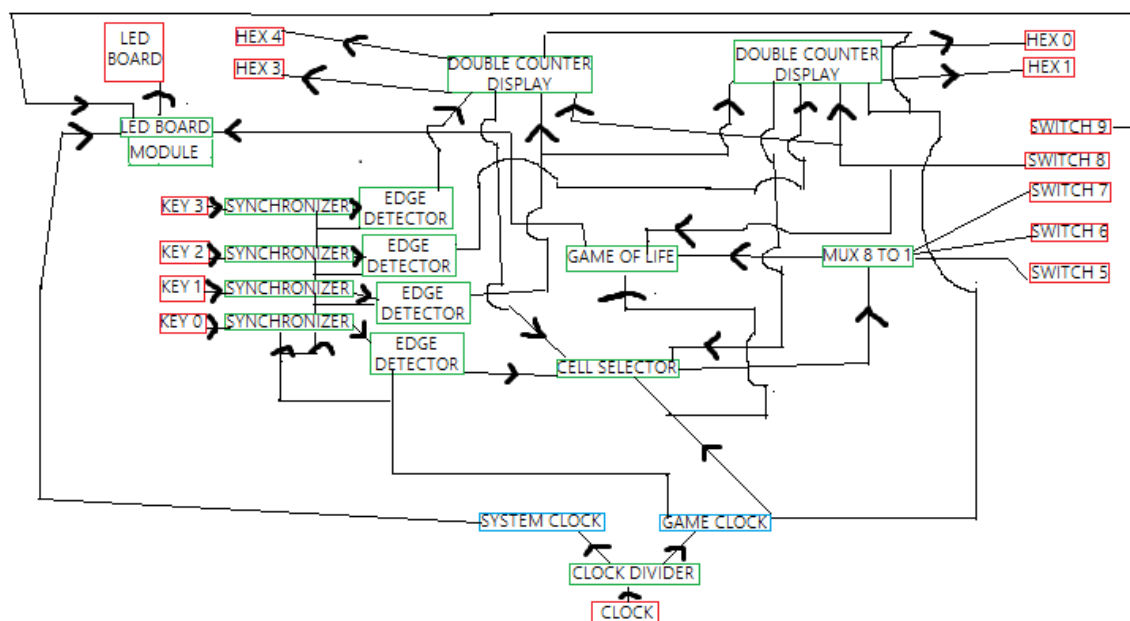 LED
BOARD
HEX 4
HEX 3
DOUBLE COUNTER
DISPLAY
DOUBLE COUNTER
DISPLAY
HEX 0
HEX 1
LED BOARD
MODULE
SWITCH 9
SWITCH 8
SWITCH 7
SWITCH 6
SWITCH 5
KEY 3
SYNCHRONIZER
EDGE
DETECTOR
KEY 2
SYNCHRONIZER
EDGE
DETECTOR
GAME OF LIFE
MUX 8 TO 1
KEY 1
SYNCHRONIZER
EDGE
DETECTOR
KEY 0
SYNCHRONIZER
EDGE
DETECTOR
CELL SELECTOR
SYSTEM CLOCK
GAME CLOCK
CLOCK DIVIDER
CLOCK